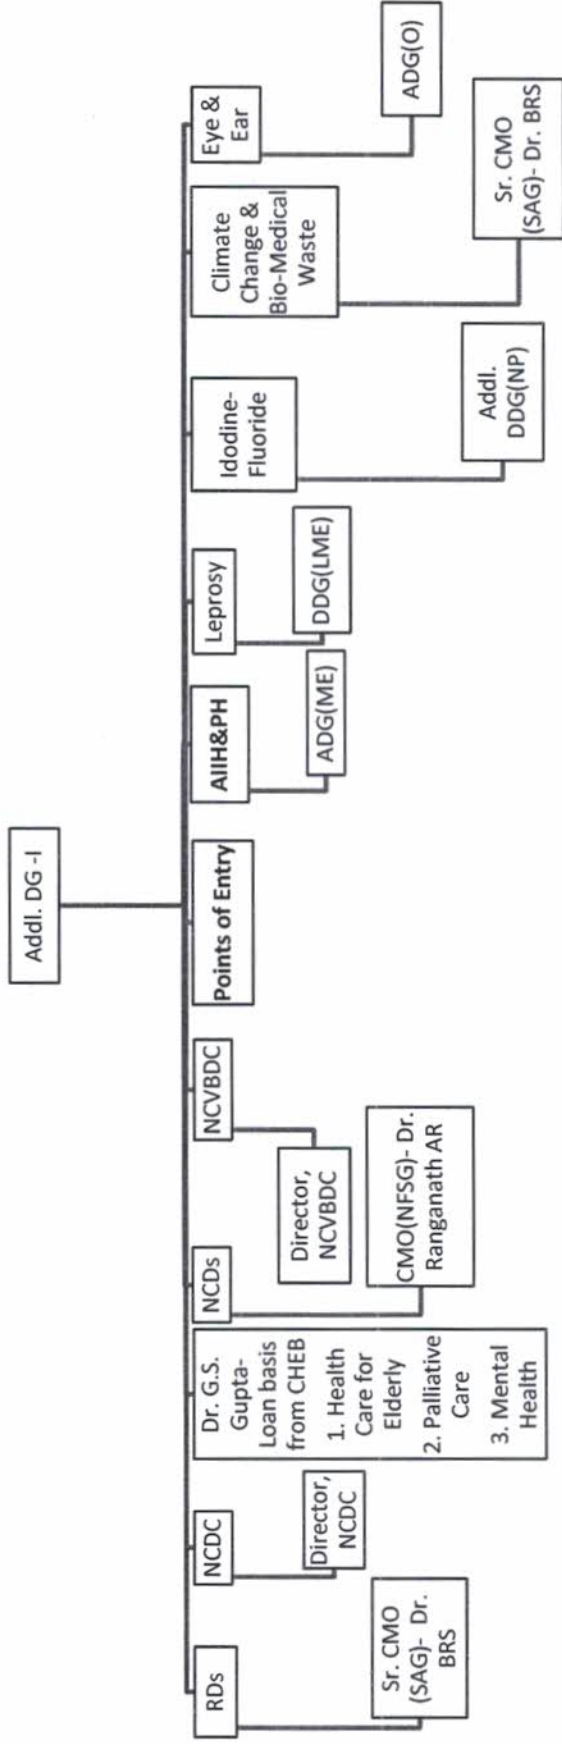 Addl. DG -I
RDs
Sr. CMO
(SAG)- Dr.
BRS
NCDC
Director,
NCDC
Dr. G.S.
Gupta-
Loan basis
from CHEB
1. Health
Care for
Elderly
2. Palliative
Care
3. Mental
Health
NCDs
CMO(NFSG)- Dr.
Ranganath AR
NCVBDC
Director,
NCVBDC
Points of Entry
AIIH&PH
ADG(ME)
Leprosy
DDG(LME)
Idodine-
Fluoride
Addl.
DDG(NP)
Climate
Change &
Bio-Medical
Waste
Sr. CMO
(SAG)- Dr. BRS
Eye &
Ear
ADG(O)